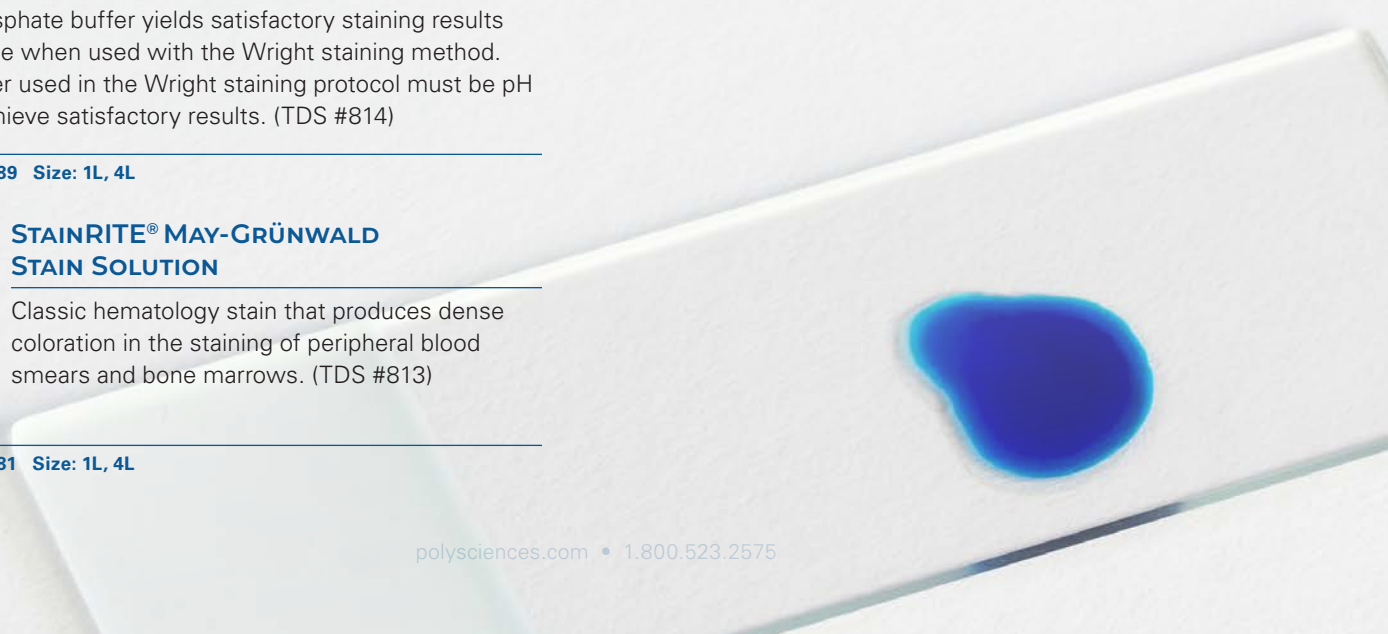 sphate buffer yields satisfactory staining results
e when used with the Wright staining method.
er used in the Wright staining protocol must be pH
hieve satisfactory results. (TDS #814)
89 Size: 1L, 4L
STAINRITE® MAY-GRÜNWALD
STAIN SOLUTION
Classic hematology stain that produces dense
coloration in the staining of peripheral blood
smears and bone marrows. (TDS #813)
81 Size: 1L, 4L
polysciences.com • 1.800.523.2575